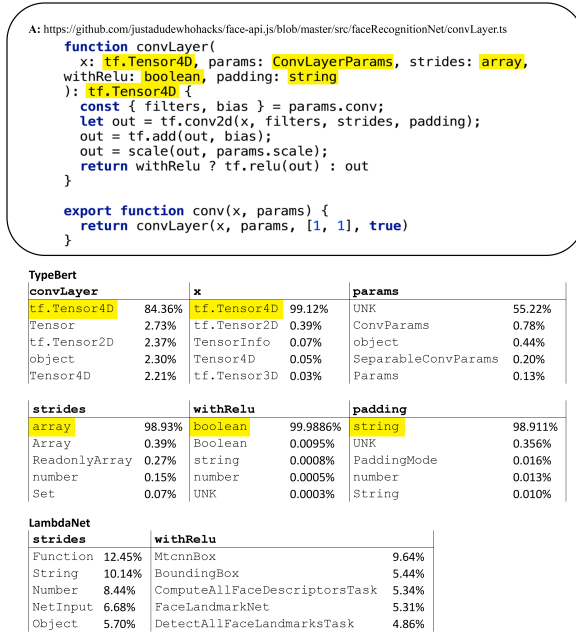 A: https://github.com/justadudewhohacks/face-api.js/blob/master/src/faceRecognitionNet/convLayer.ts
function convLayer(
x: tf.Tensor4D, params: ConvLayerParams, strides: array,
withRelu: boolean, padding: string
): tf.Tensor4D {
const { filters, bias } = params.conv;
let out = tf.conv2d(x, filters, strides, padding);
out = tf.add(out, bias);
out = scale(out, params.scale);
return withRelu ? tf.relu(out) : out
}
export function conv(x, params) {
return convLayer(x, params, [1, 1], true)
}
TypeBert
convLayer x params
tf.Tensor4D 84.36% tf.Tensor4D 99.12% UNK 55.22%
Tensor 2.73% tf.Tensor2D 0.39% ConvParams 0.78%
tf.Tensor2D 2.37% TensorInfo 0.07% object 0.44%
object 2.30% Tensor4D 0.05% SeparableConvParams 0.20%
Tensor4D 2.21% tf.Tensor3D 0.03% Params 0.13%
strides withRelu padding
array 98.93% boolean 99.9886% string 98.911%
Array 0.39% Boolean 0.0095% UNK 0.356%
ReadonlyArray 0.27% string 0.0008% PaddingMode 0.016%
number 0.15% number 0.0005% number 0.013%
Set 0.07% UNK 0.0003% String 0.010%
LambdaNet
strides withRelu
Function 12.45% MtcnnBox 9.64%
String 10.14% BoundingBox 5.44%
Number 8.44% ComputeAllFaceDescriptorsTask 5.34%
NetInput 6.68% FaceLandmarkNet 5.31%
Object 5.70% DetectAllFaceLandmarksTask 4.86%